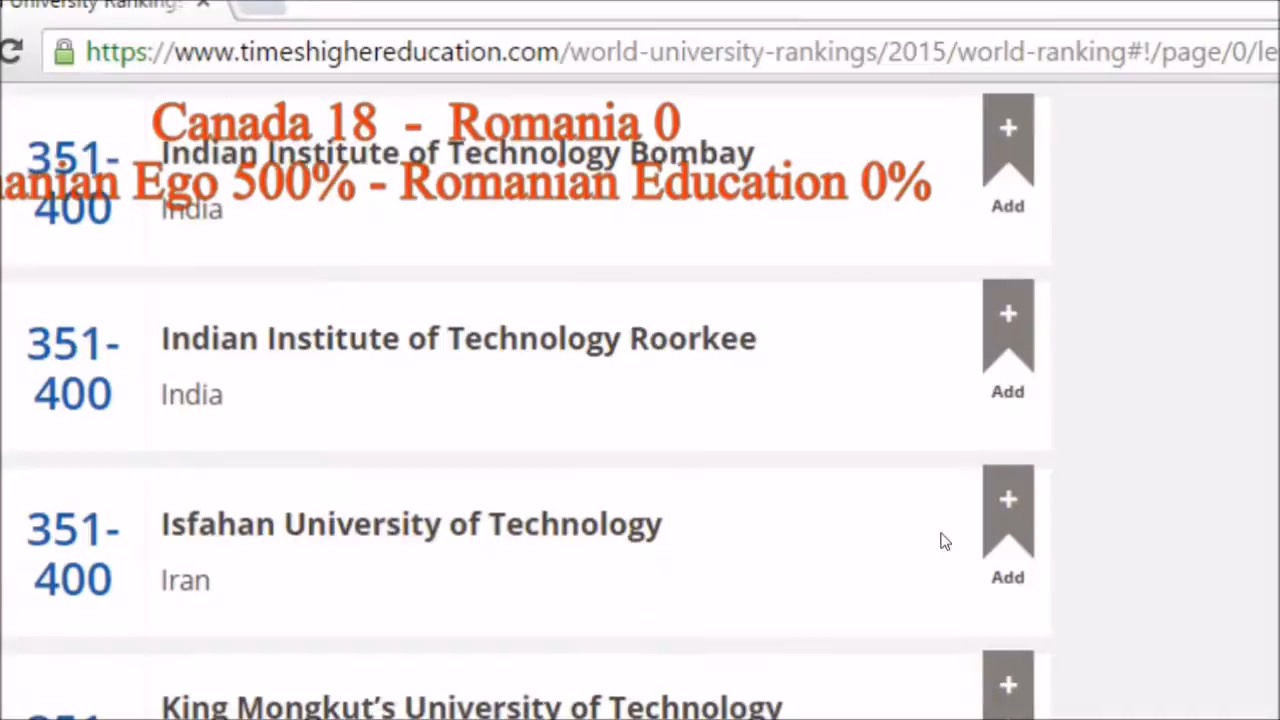 University Rankings
https://www.timeshighereducation.com/world-university-rankings/2015/world-ranking#!/page/0/le
Canada 18 - Romania 0
351-400
Indian Institute of Technology Bombay
manian Ego 500% - Romanian Education 0%
India
Add
351-400
Indian Institute of Technology Roorkee
India
Add
351-400
Isfahan University of Technology
Iran
Add
King Mongkut's University of Technology